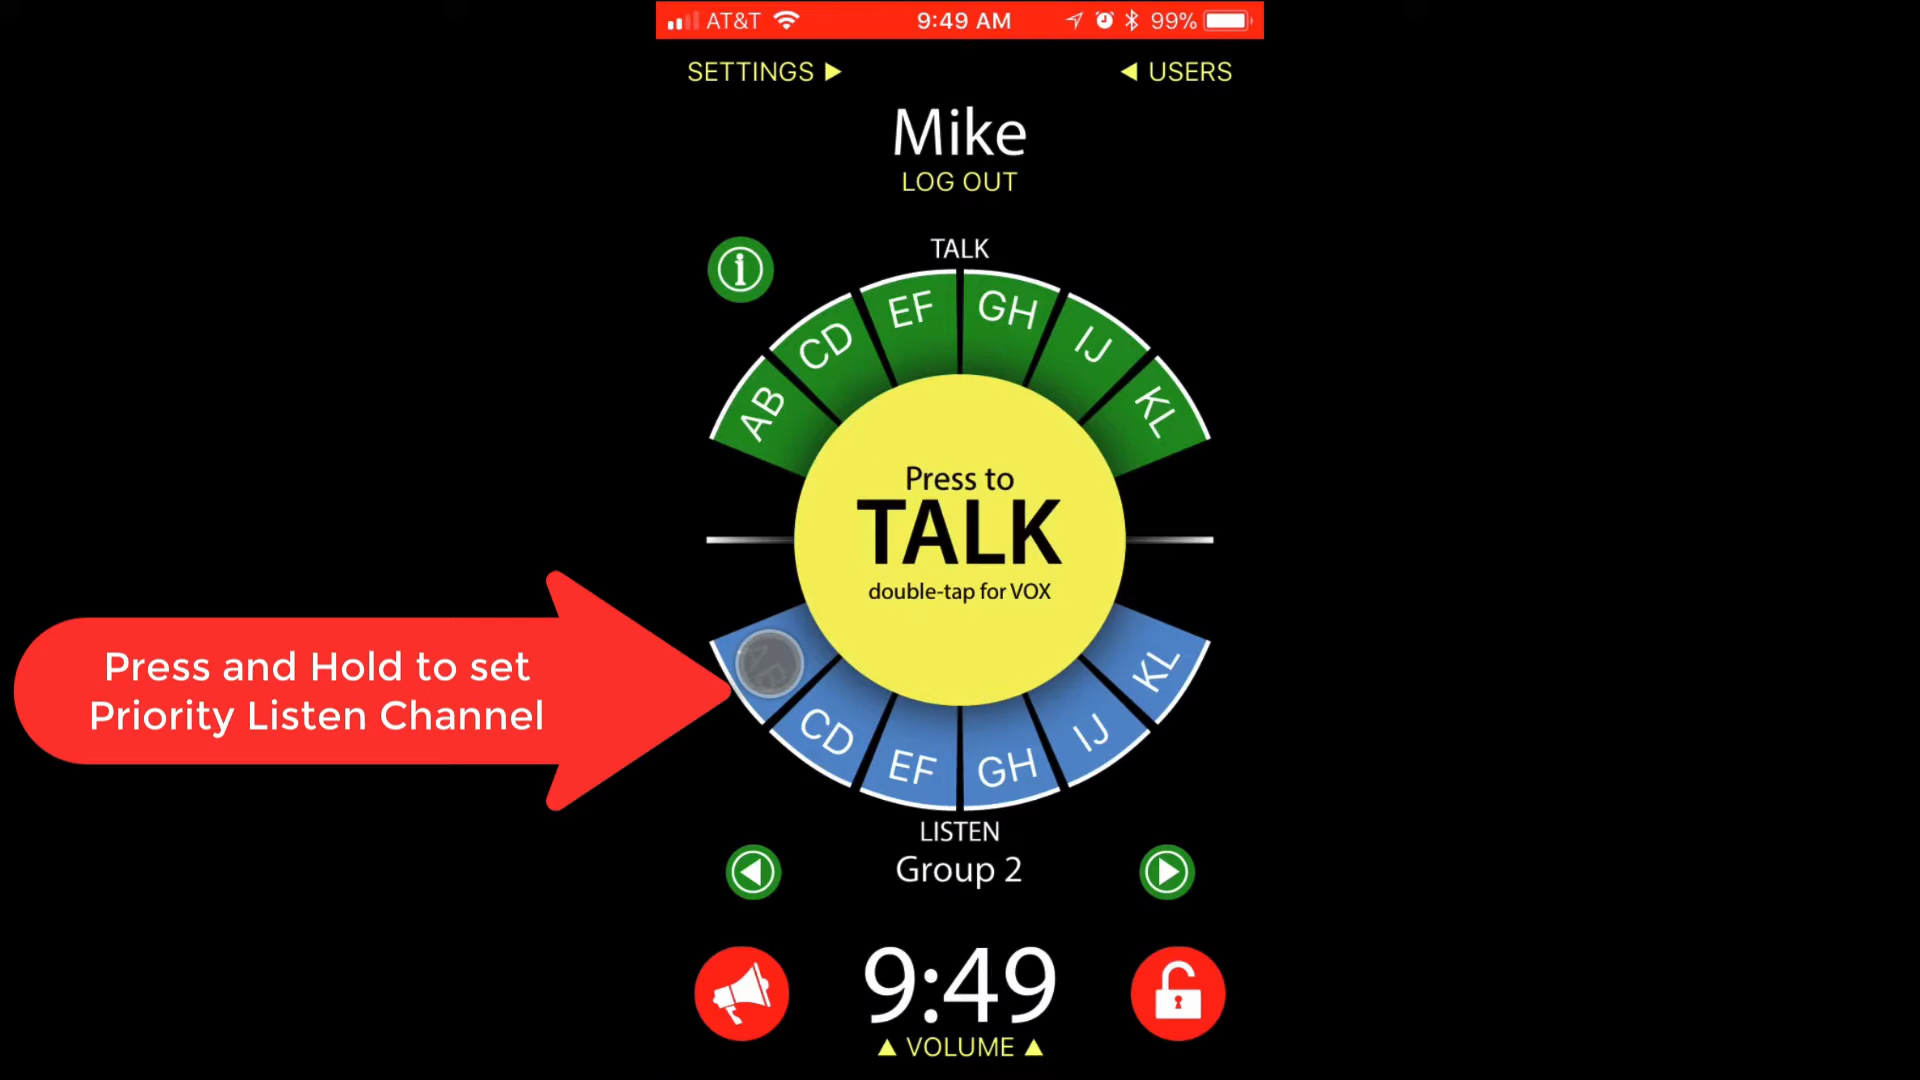 AT&T 9:49 AM 99%
SETTINGS ▶ ◀ USERS
Mike
LOG OUT
TALK
AB CD EF GH IJ KL
Press to
TALK
double-tap for VOX
Press and Hold to set
Priority Listen Channel
AB CD EF GH IJ KL
LISTEN
Group 2
9:49
▲ VOLUME ▲